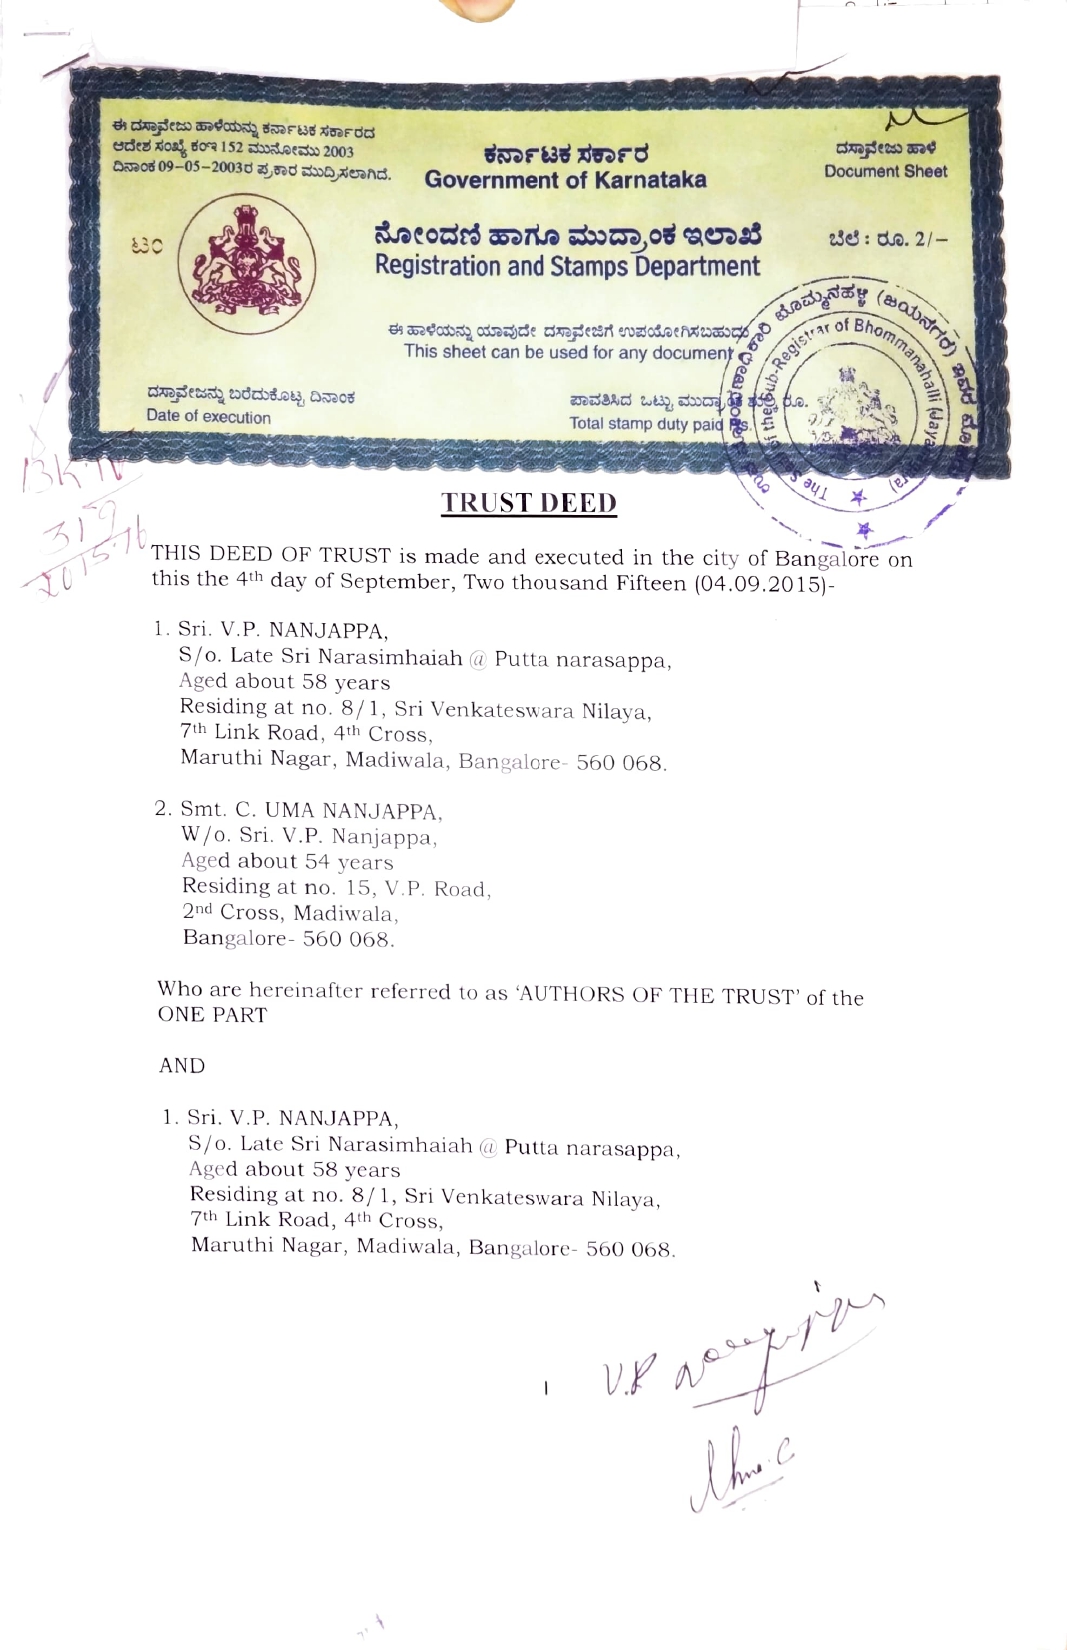 ಈ ದಸ್ತಾವೇಜು ಹಾಳೆಯನ್ನು ಕರ್ನಾಟಕ ಸರ್ಕಾರದ
ಆದೇಶ ಸಂಖ್ಯೆ ಕಂಇ 152 ಮುನೋಮು 2003
ದಿನಾಂಕ 09-05-2003ರ ಪ್ರಕಾರ ಮುದ್ರಿಸಲಾಗಿದೆ.
ಕರ್ನಾಟಕ ಸರ್ಕಾರ
Government of Karnataka
ದಸ್ತಾವೇಜು ಹಾಳೆ
Document Sheet
ನೋಂದಣಿ ಹಾಗೂ ಮುದ್ರಾಂಕ ಇಲಾಖೆ
Registration and Stamps Department
ಬೆಲೆ : ರೂ. 2/–
ಈ ಹಾಳೆಯನ್ನು ಯಾವುದೇ ದಸ್ತಾವೇಜಿಗೆ ಉಪಯೋಗಿಸಬಹುದು
This sheet can be used for any document
ದಸ್ತಾವೇಜನ್ನು ಬರೆದುಕೊಟ್ಟ ದಿನಾಂಕ
Date of execution
ಪಾವತಿಸಿದ ಒಟ್ಟು ಮುದ್ರಾಂಕ ಶುಲ್ಕ ರೂ.
Total stamp duty paid Rs.
The Seal of the Sub-Registrar of Bhommanahalli (Jayanagara)
TRUST DEED
319
2015-16
THIS DEED OF TRUST is made and executed in the city of Bangalore on
this the 4th day of September, Two thousand Fifteen (04.09.2015)-
1. Sri. V.P. NANJAPPA,
S/o. Late Sri Narasimhaiah @ Putta narasappa,
Aged about 58 years
Residing at no. 8/1, Sri Venkateswara Nilaya,
7th Link Road, 4th Cross,
Maruthi Nagar, Madiwala, Bangalore- 560 068.
2. Smt. C. UMA NANJAPPA,
W/o. Sri. V.P. Nanjappa,
Aged about 54 years
Residing at no. 15, V.P. Road,
2nd Cross, Madiwala,
Bangalore- 560 068.
Who are hereinafter referred to as ‘AUTHORS OF THE TRUST’ of the
ONE PART
AND
1. Sri. V.P. NANJAPPA,
S/o. Late Sri Narasimhaiah @ Putta narasappa,
Aged about 58 years
Residing at no. 8/1, Sri Venkateswara Nilaya,
7th Link Road, 4th Cross,
Maruthi Nagar, Madiwala, Bangalore- 560 068.
1
V.P Nanjappa
Uma.C